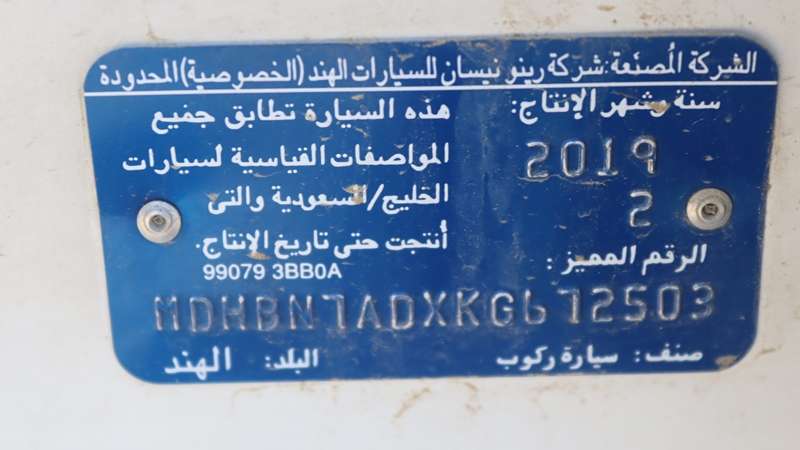 الشركة المصنعة: شركة رينو نيسان للسيارات الهند (الخصوصية) المحدودة
سنة وشهر الإنتاج:
2019
2
هذه السيارة تطابق جميع
المواصفات القياسية لسيارات
الخليج/السعودية والتى
أنتجت حتى تاريخ الإنتاج.
99079 3BB0A
الرقم المميز :
MDHBN7ADXKG672503
صنف: سيارة ركوب
البلد: الهند